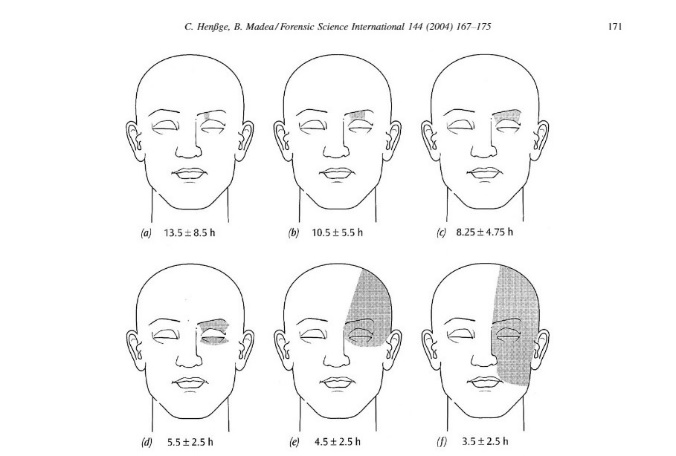 C. Henßge, B. Madea / Forensic Science International 144 (2004) 167–175 171
(a) 13.5 ± 8.5 h (b) 10.5 ± 5.5 h (c) 8.25 ± 4.75 h
(d) 5.5 ± 2.5 h (e) 4.5 ± 2.5 h (f) 3.5 ± 2.5 h